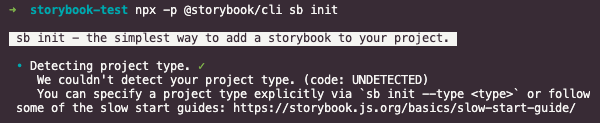 ➜ storybook-test npx -p @storybook/cli sb init
sb init - the simplest way to add a storybook to your project.
• Detecting project type. ✓
We couldn't detect your project type. (code: UNDETECTED)
You can specify a project type explicitly via `sb init --type <type>` or follow
some of the slow start guides: https://storybook.js.org/basics/slow-start-guide/